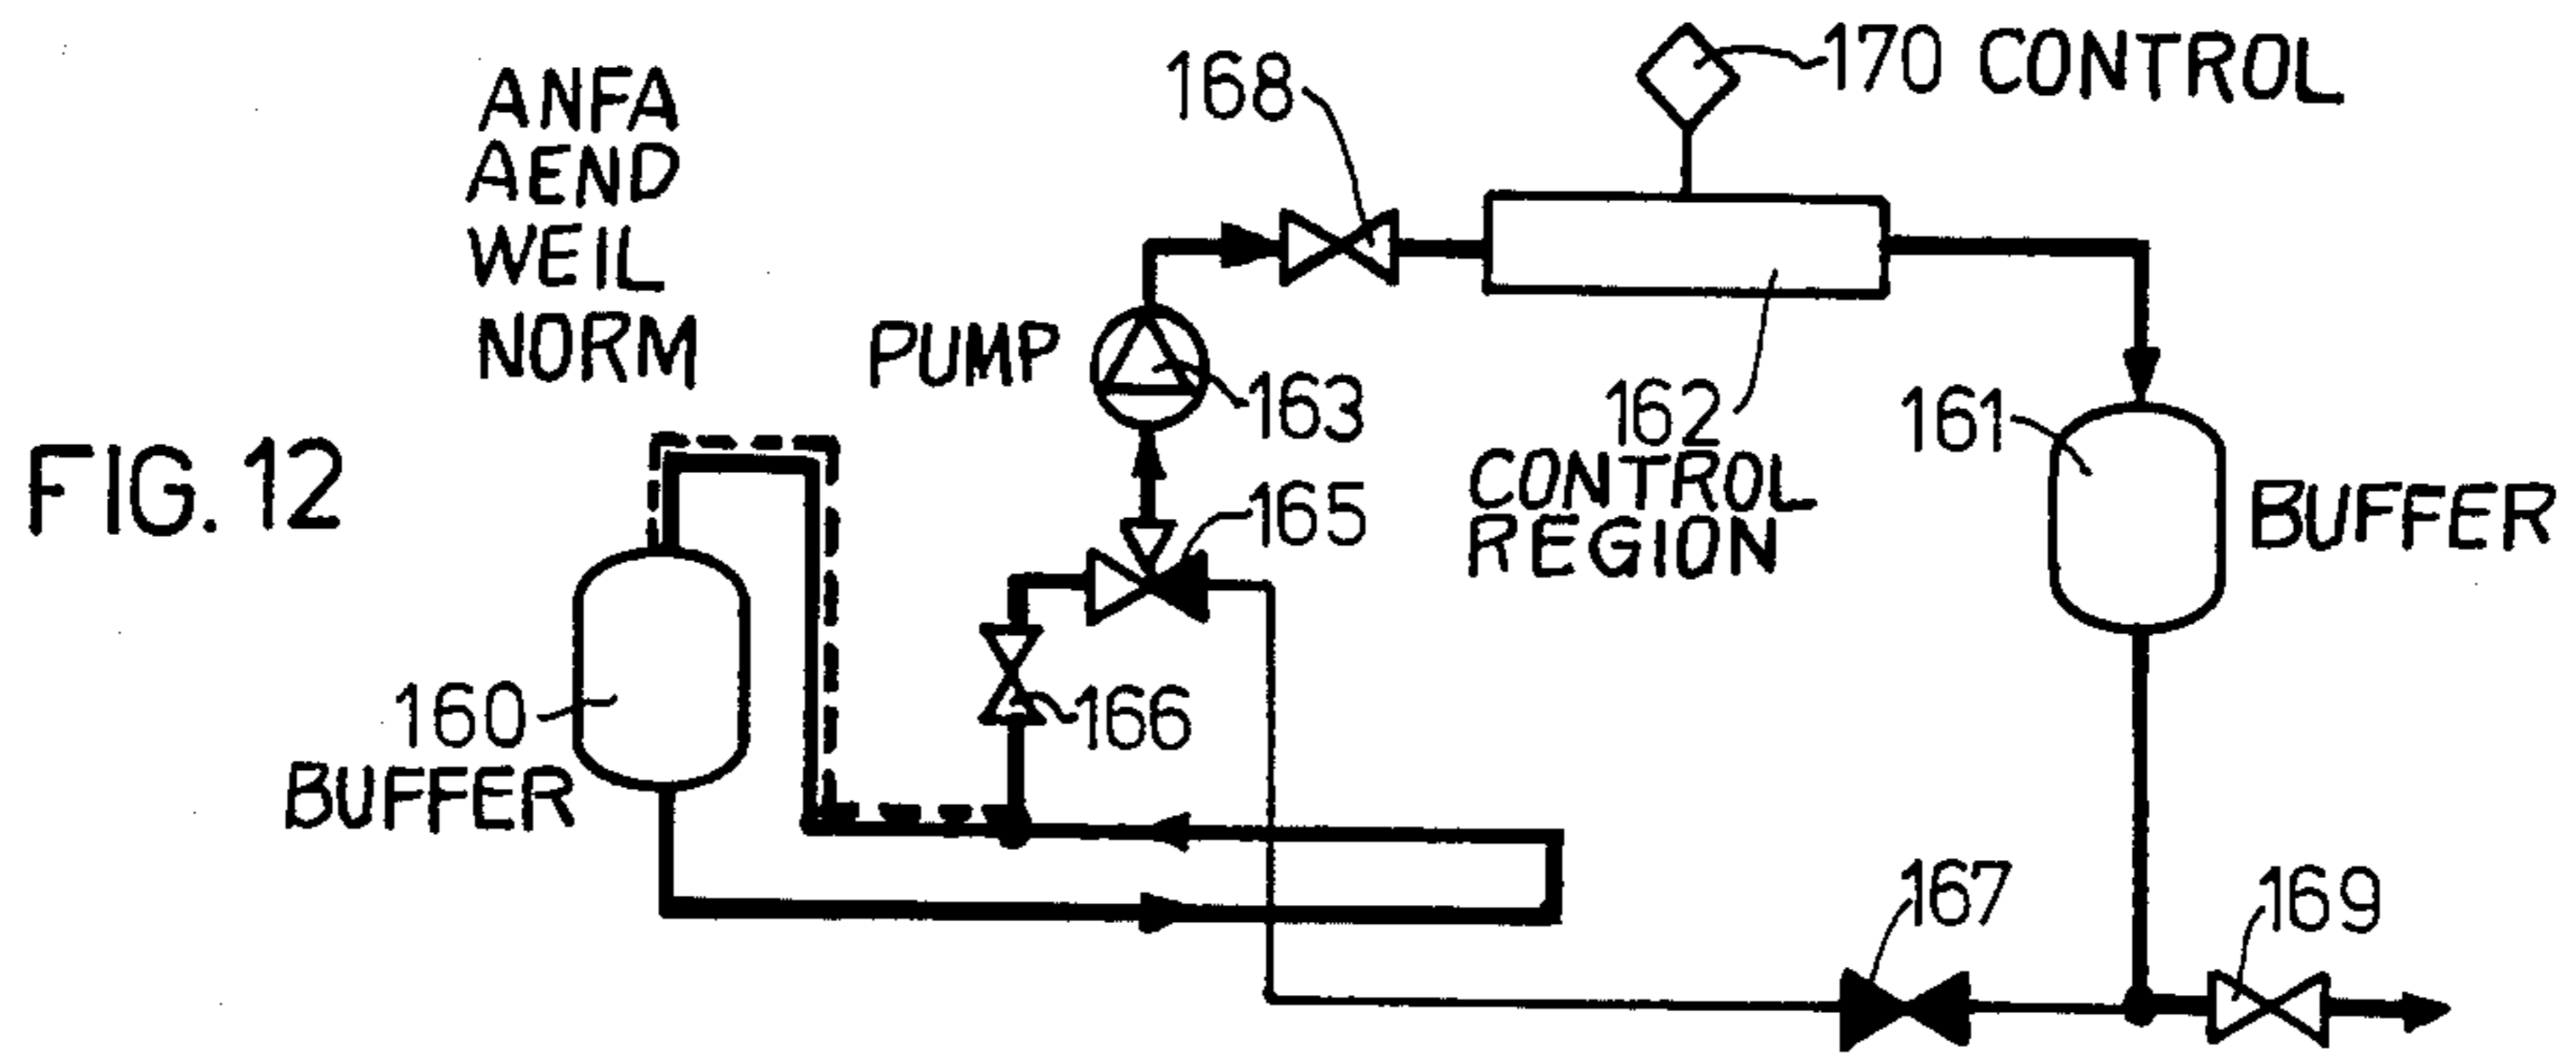 ANFA
AEND
WEIL
NORM
168
170 CONTROL
PUMP
163
162
CONTROL
REGION
161
BUFFER
FIG. 12
165
160
BUFFER
166
167
169